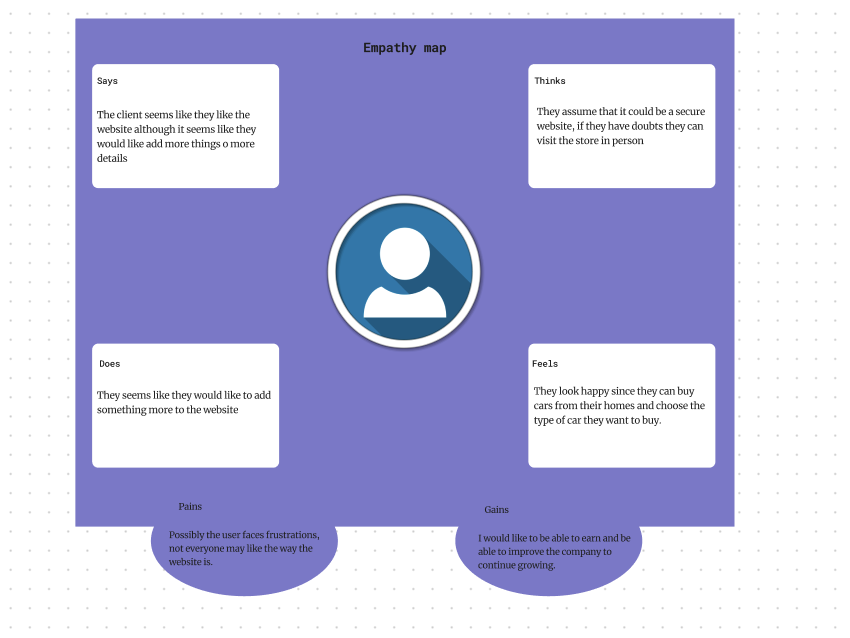 Empathy map
Says
The client seems like they like the
website although it seems like they
would like add more things o more
details
Thinks
They assume that it could be a secure
website, if they have doubts they can
visit the store in person
Does
They seems like they would like to add
something more to the website
Feels
They look happy since they can buy
cars from their homes and choose the
type of car they want to buy.
Pains
Possibly the user faces frustrations,
not everyone may like the way the
website is.
Gains
I would like to be able to earn and be
able to improve the company to
continue growing.